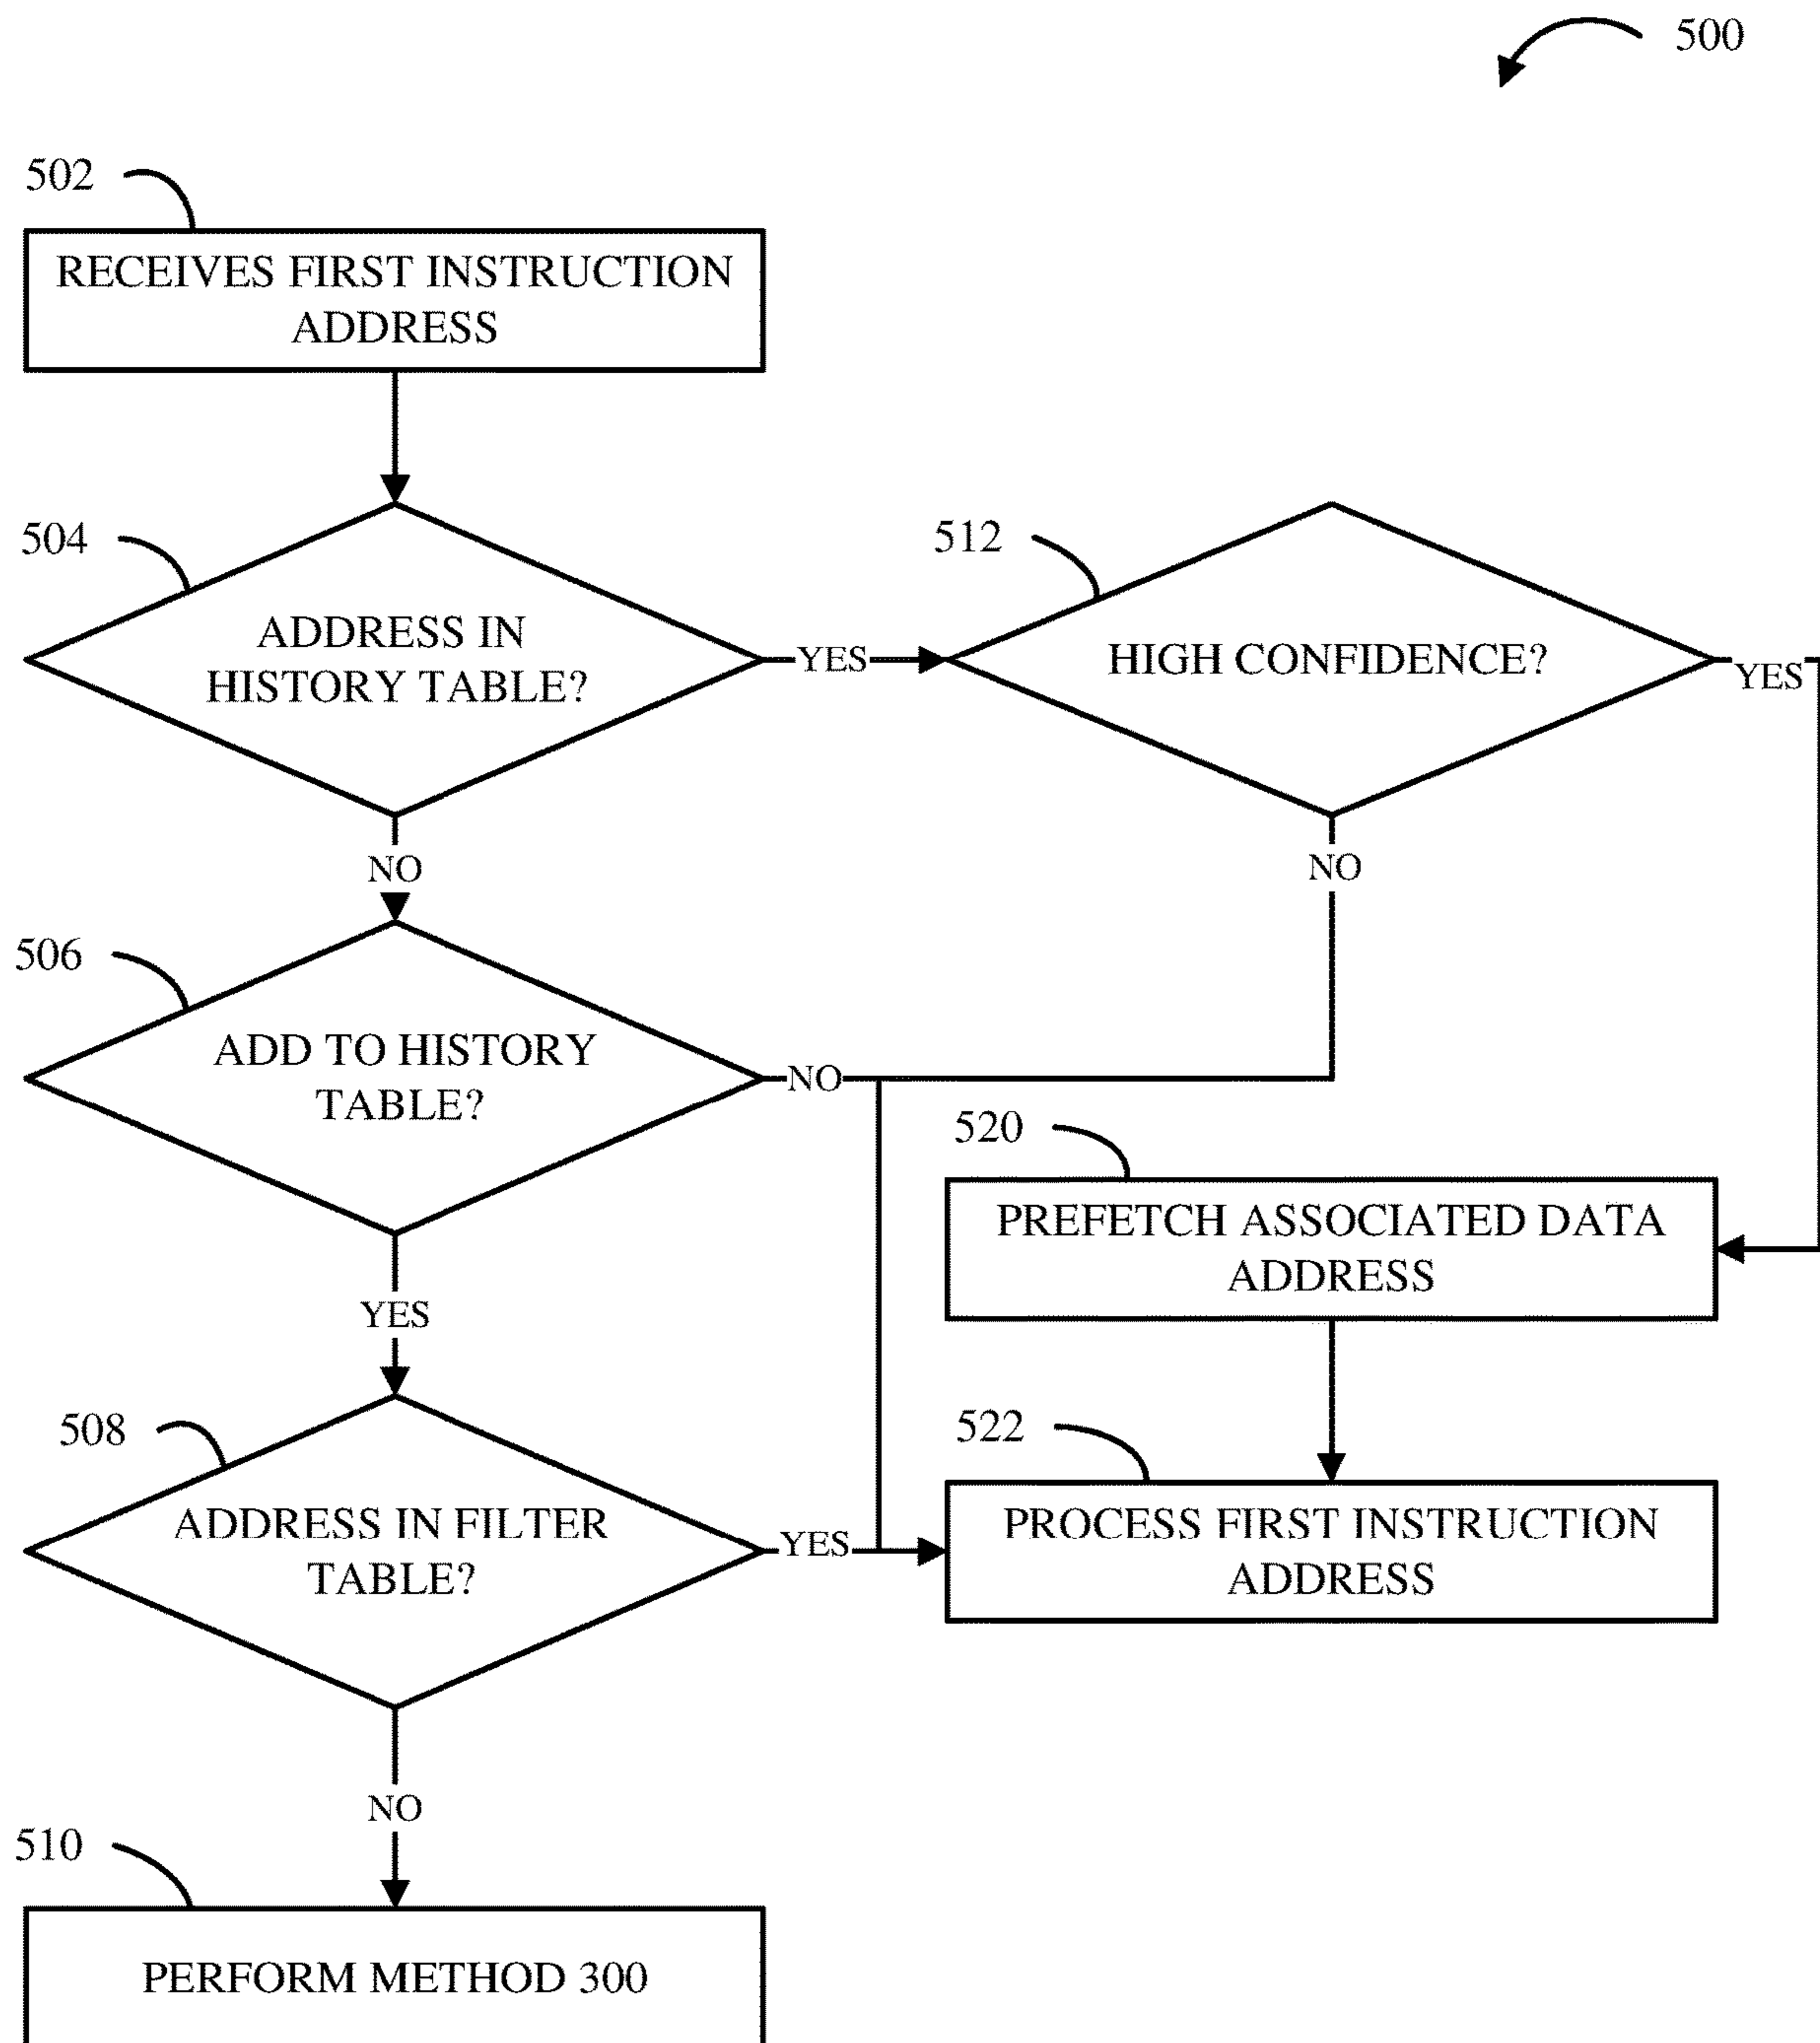 500
502
RECEIVES FIRST INSTRUCTION
ADDRESS
504
ADDRESS IN
HISTORY TABLE?
YES
512
HIGH CONFIDENCE?
YES
NO
NO
506
ADD TO HISTORY
TABLE?
NO
520
PREFETCH ASSOCIATED DATA
ADDRESS
YES
508
ADDRESS IN FILTER
TABLE?
YES
522
PROCESS FIRST INSTRUCTION
ADDRESS
NO
510
PERFORM METHOD 300